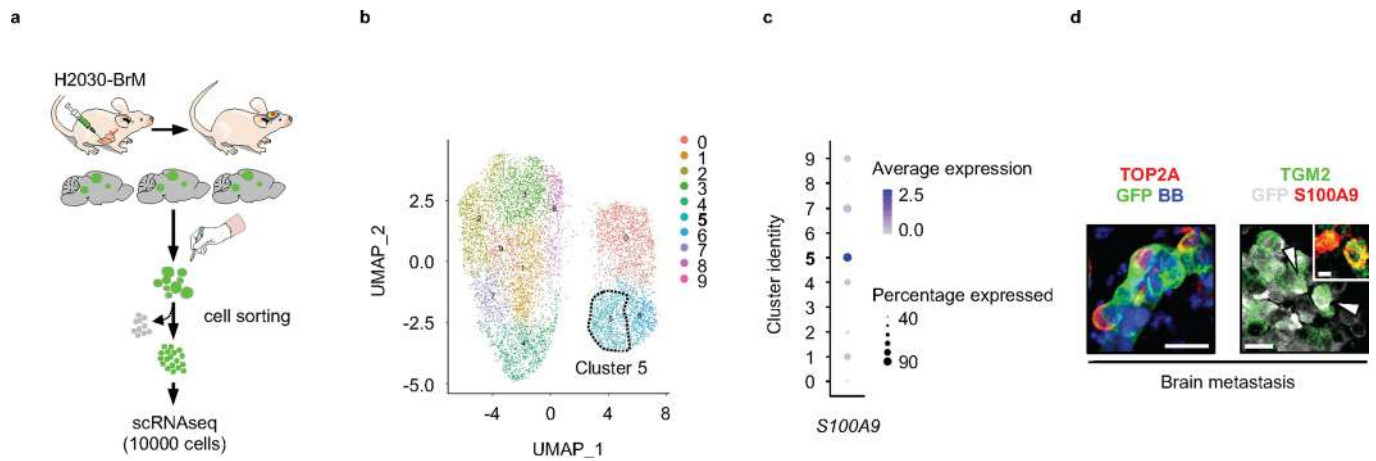 a
H2030-BrM
cell sorting
scRNAseq
(10000 cells)
b
UMAP_2
2.5
0.0
-2.5
-5.0
-4
0
4
8
UMAP_1
Cluster 5
0
1
2
3
4
5
6
7
8
9
c
Cluster identity
9
8
7
6
5
4
3
2
1
0
S100A9
Average expression
2.5
0.0
Percentage expressed
40
90
d
TOP2A
GFP BB
TGM2
GFP S100A9
Brain metastasis